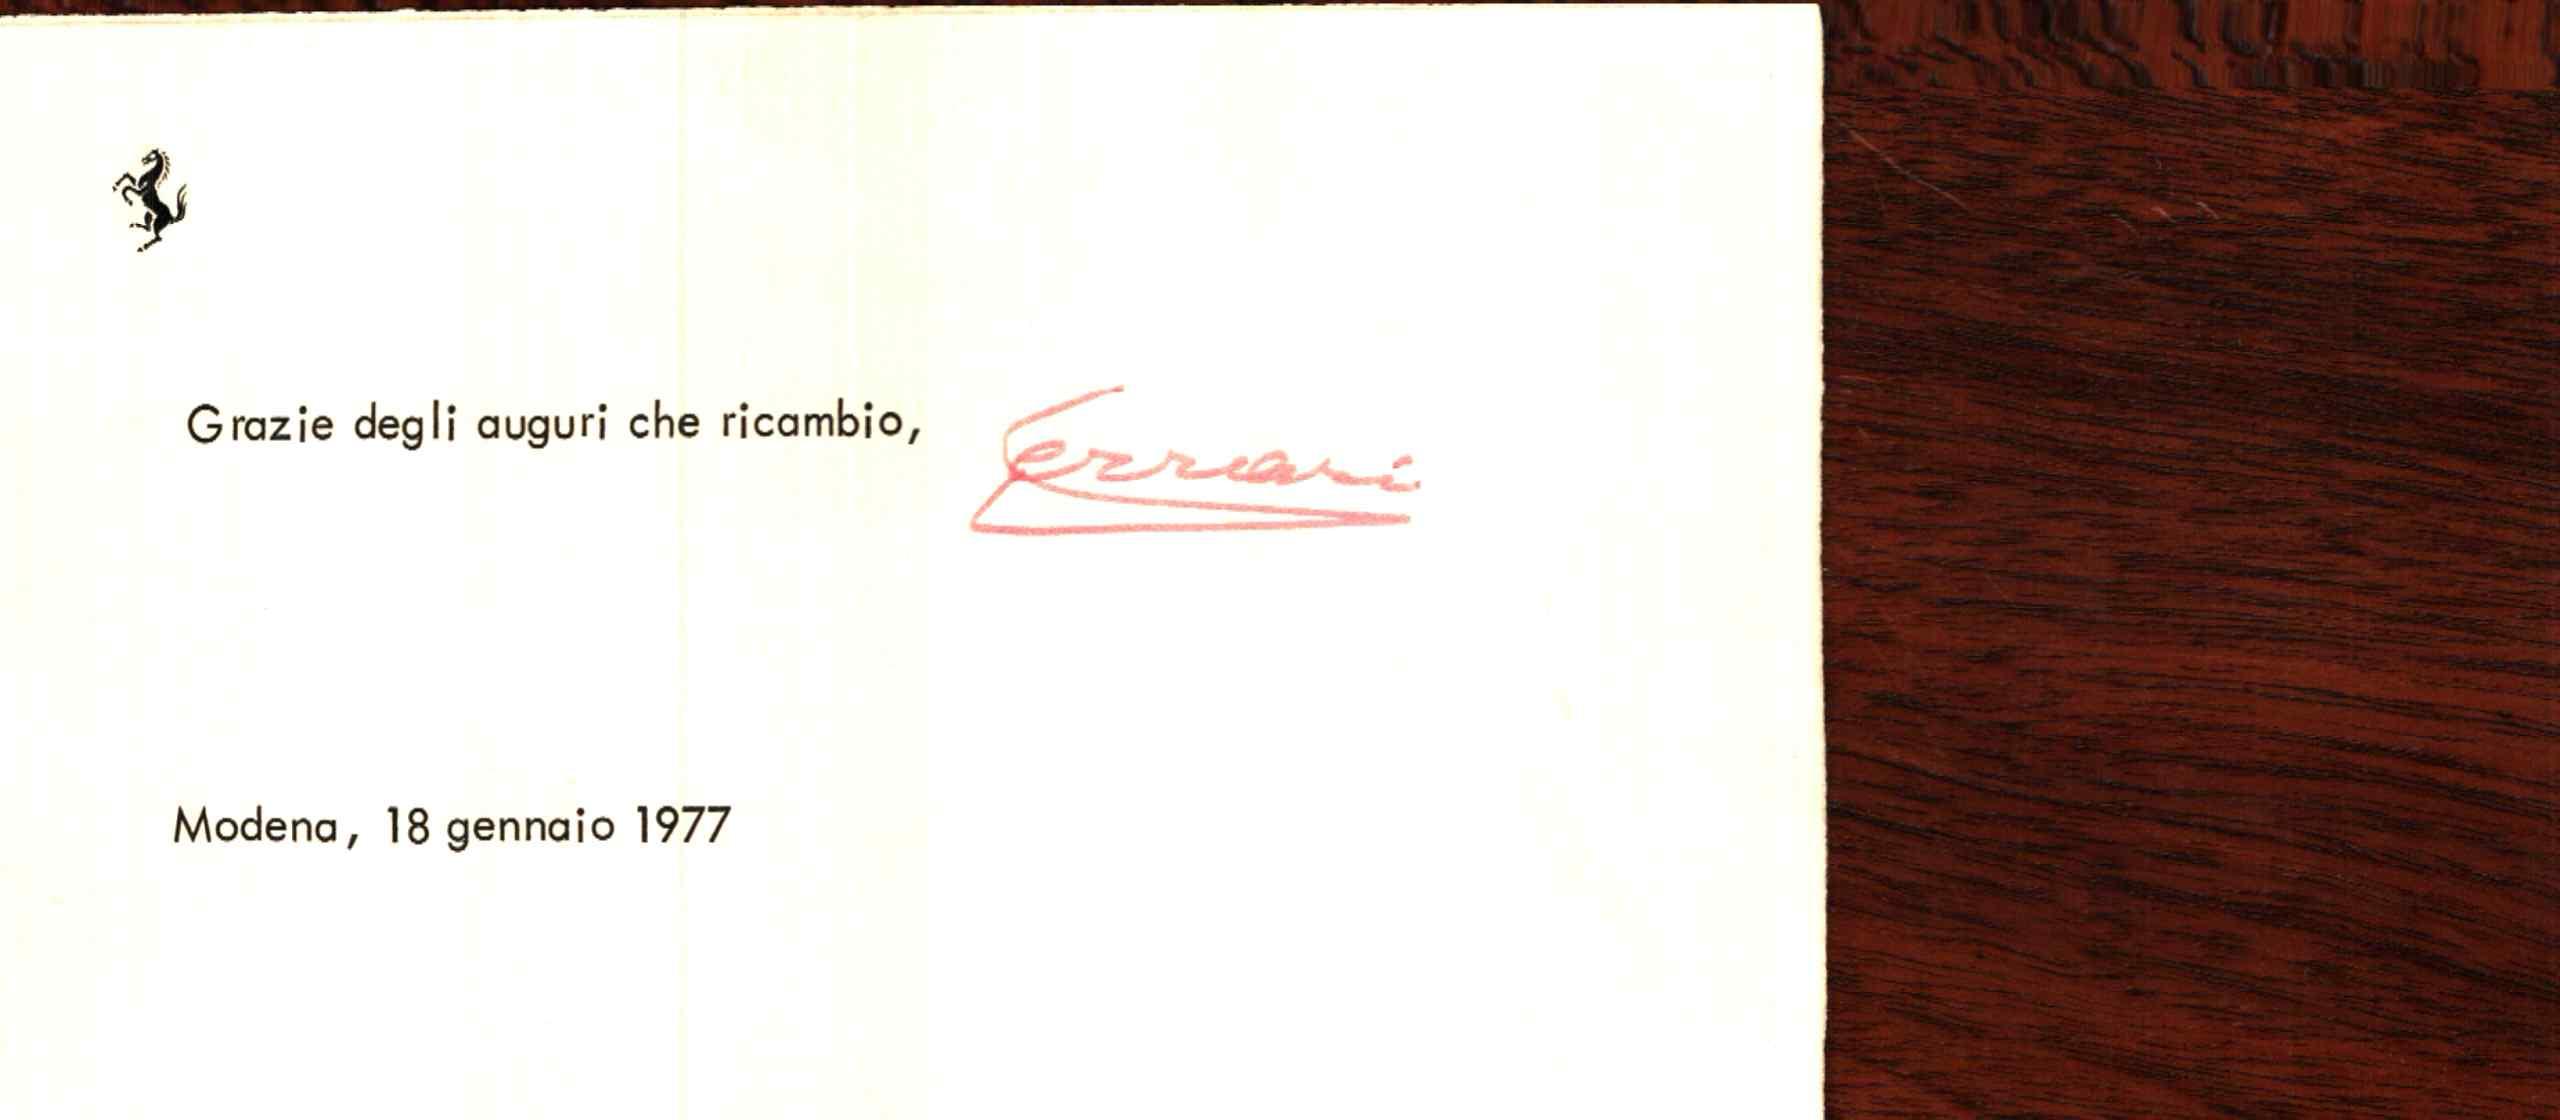 Grazie degli auguri che ricambio,
Ferrari
Modena, 18 gennaio 1977